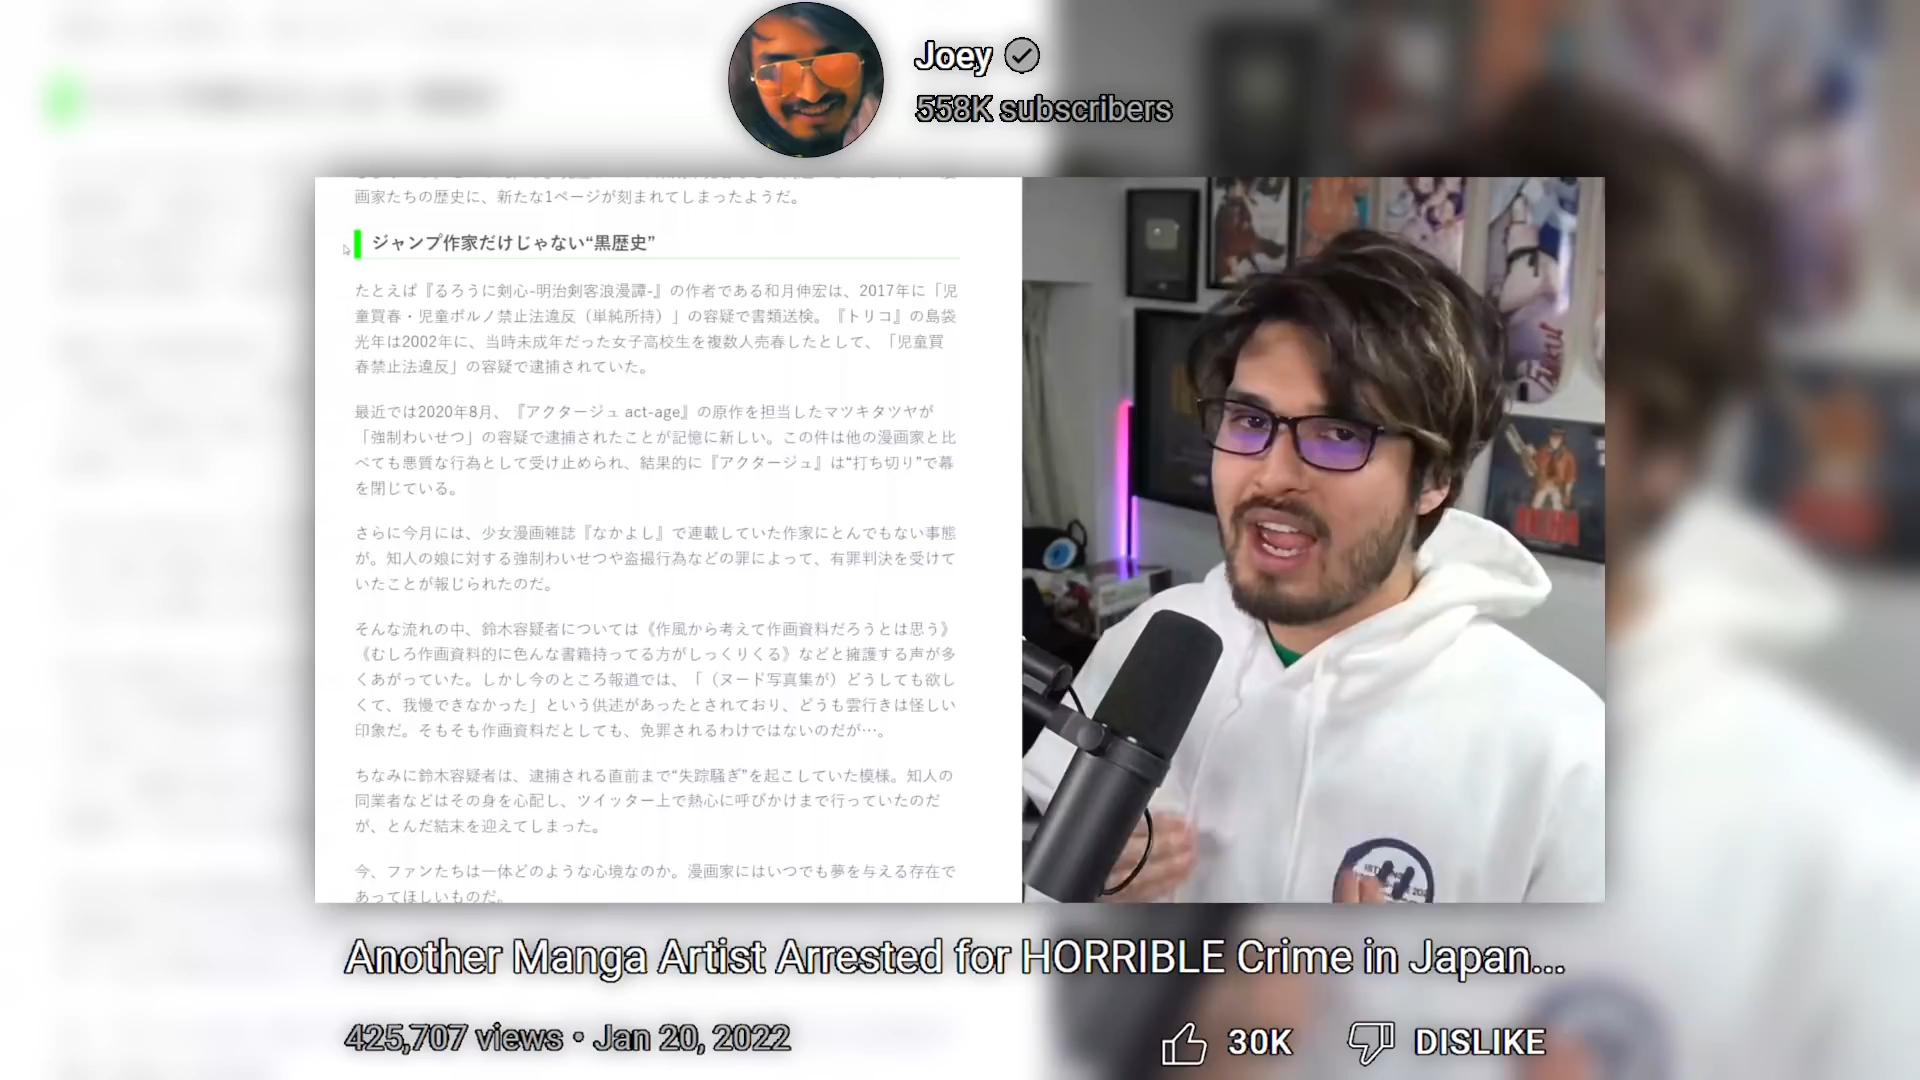 Joey
558K subscribers
画家たちの歴史に、新たな1ページが刻まれてしまったようだ。
ジャンプ作家だけじゃない“黒歴史”
たとえば『るろうに剣心-明治剣客浪漫譚-』の作者である和月伸宏は、2017年に「児
童買春・児童ポルノ禁止法違反（単純所持）」の容疑で書類送検。『トリコ』の島袋
光年は2002年に、当時未成年だった女子高校生を複数人売春したとして、「児童買
春禁止法違反」の容疑で逮捕されていた。
最近では2020年8月、『アクタージュ act-age』の原作を担当したマツキタツヤが
「強制わいせつ」の容疑で逮捕されたことが記憶に新しい。この件は他の漫画家と比
べても悪質な行為として受け止められ、結果的に『アクタージュ』は“打ち切り”で幕
を閉じている。
さらに今月には、少女漫画雑誌『なかよし』で連載していた作家にとんでもない事態
が。知人の娘に対する強制わいせつや盗撮行為などの罪によって、有罪判決を受けて
いたことが報じられたのだ。
そんな流れの中、鈴木容疑者については《作風から考えて作画資料だろうとは思う》
《むしろ作画資料的に色んな書籍持ってる方がしっくりくる》などと擁護する声が多
くあがっていた。しかし今のところ報道では、「（ヌード写真集が）どうしても欲し
くて、我慢できなかった」という供述があったとされており、どうも雲行きは怪しい
印象だ。そもそも作画資料だとしても、免罪されるわけではないのだが…。
ちなみに鈴木容疑者は、逮捕される直前まで“失踪騒ぎ”を起こしていた模様。知人の
同業者などはその身を心配し、ツイッター上で熱心に呼びかけまで行っていたのだ
が、とんだ結末を迎えてしまった。
今、ファンたちは一体どのような心境なのか。漫画家にはいつでも夢を与える存在で
あってほしいものだ。
AKIRA
Another Manga Artist Arrested for HORRIBLE Crime in Japan...
425,707 views • Jan 20, 2022
30K
DISLIKE